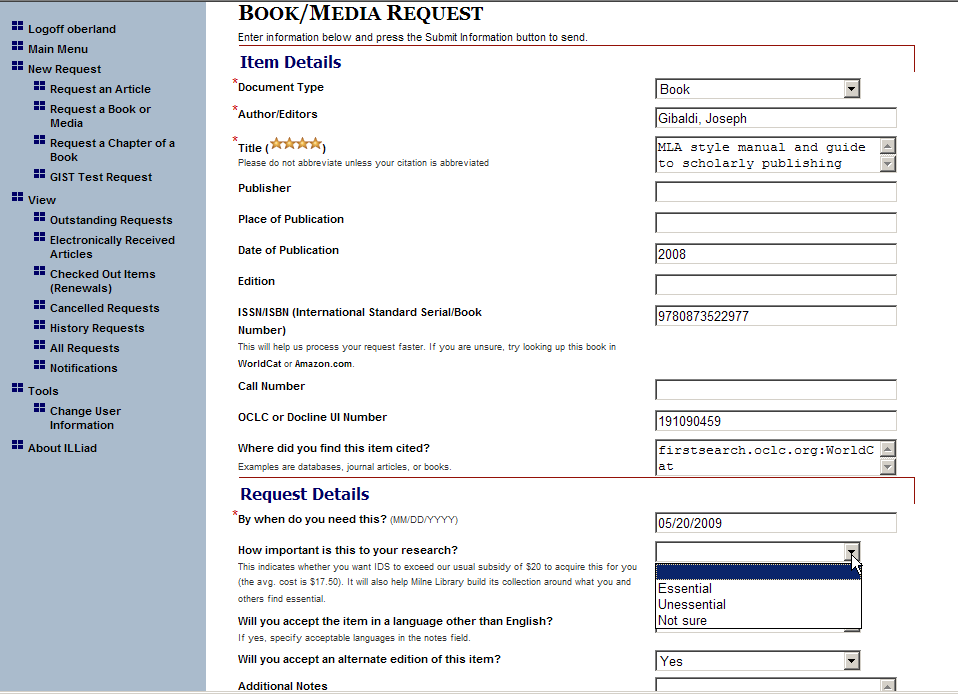 Logoff oberland
Main Menu
New Request
Request an Article
Request a Book or
Media
Request a Chapter of a
Book
GIST Test Request
View
Outstanding Requests
Electronically Received
Articles
Checked Out Items
(Renewals)
Cancelled Requests
History Requests
All Requests
Notifications
Tools
Change User
Information
About ILLiad
BOOK/MEDIA REQUEST
Enter information below and press the Submit Information button to send.
Item Details
*Document Type
Book
*Author/Editors
Gibaldi, Joseph
*Title ( )
Please do not abbreviate unless your citation is abbreviated
MLA style manual and guide
to scholarly publishing
Publisher
Place of Publication
Date of Publication
2008
Edition
ISSN/ISBN (International Standard Serial/Book
Number)
9780873522977
This will help us process your request faster. If you are unsure, try looking up this book in
WorldCat or Amazon.com.
Call Number
OCLC or Docline UI Number
191090459
Where did you find this item cited?
Examples are databases, journal articles, or books.
firstsearch.oclc.org:WorldC
at
Request Details
*By when do you need this? (MM/DD/YYYY)
05/20/2009
How important is this to your research?
This indicates whether you want IDS to exceed our usual subsidy of $20 to acquire this for you
(the avg. cost is $17.50). It will also help Milne Library build its collection around what you and
others find essential.
Essential
Unessential
Not sure
Will you accept the item in a language other than English?
If yes, specify acceptable languages in the notes field.
Will you accept an alternate edition of this item?
Yes
Additional Notes